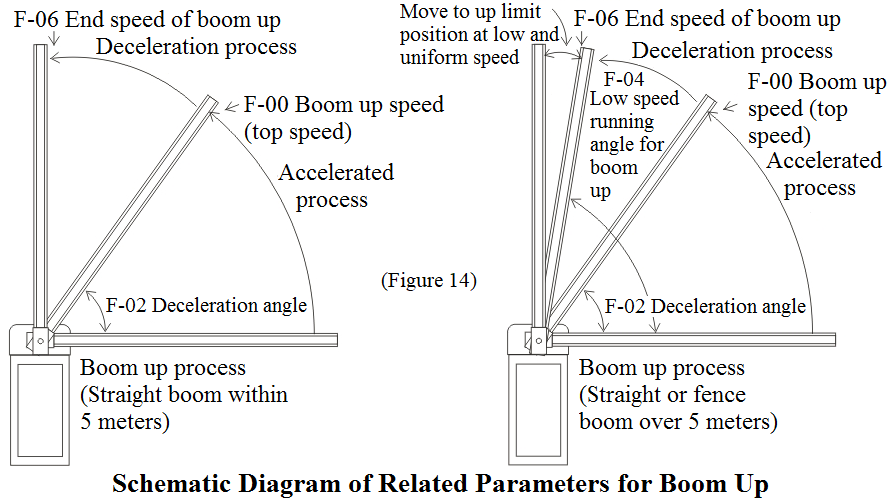 F-06 End speed of boom up
Deceleration process
F-00 Boom up speed
(top speed)
Accelerated
process
F-02 Deceleration angle
Boom up process
(Straight boom within
5 meters)
(Figure 14)
Move to up limit
position at low and
uniform speed
F-06 End speed of boom up
Deceleration process
F-04
Low speed
running
angle for
boom
up
F-00 Boom up
speed (top
speed)
Accelerated
process
F-02 Deceleration angle
Boom up process
(Straight or fence
boom over 5 meters)
Schematic Diagram of Related Parameters for Boom Up